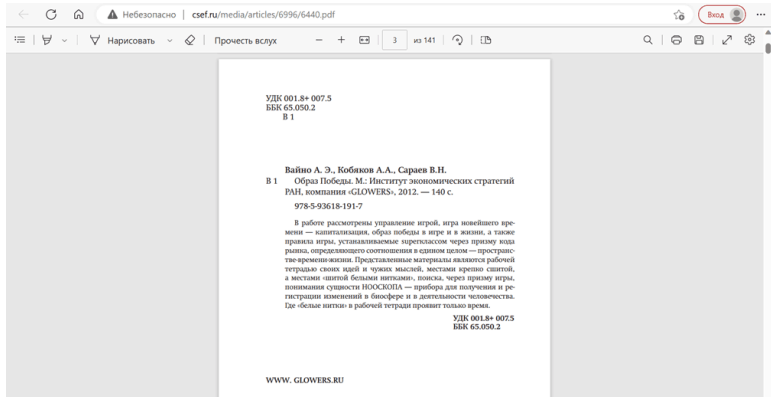 Небезопасно csef.ru/media/articles/6996/6440.pdf Вход
Нарисовать Прочесть вслух 3 из 141
УДК 001.8+ 007.5
ББК 65.050.2
В 1
Вайно А. Э., Кобяков А.А., Сараев В.Н.
В 1 Образ Победы. М.: Институт экономических стратегий
РАН, компания «GLOWERS», 2012. — 140 с.
978-5-93618-191-7
В работе рассмотрены управление игрой, игра новейшего вре-
мени — капитализация, образ победы в игре и в жизни, а также
правила игры, устанавливаемые superклассом через призму кода
рынка, определяющего соотношения в едином целом — пространс-
тве-времени-жизни. Представленные материалы являются рабочей
тетрадью своих идей и чужих мыслей, местами крепко сшитой,
а местами «шитой белыми нитками», поиска, через призму игры,
понимания сущности НООСКОПА — прибора для получения и ре-
гистрации изменений в биосфере и в деятельности человечества.
Где «белые нитки» в рабочей тетради проявит только время.
УДК 001.8+ 007.5
ББК 65.050.2
WWW. GLOWERS.RU